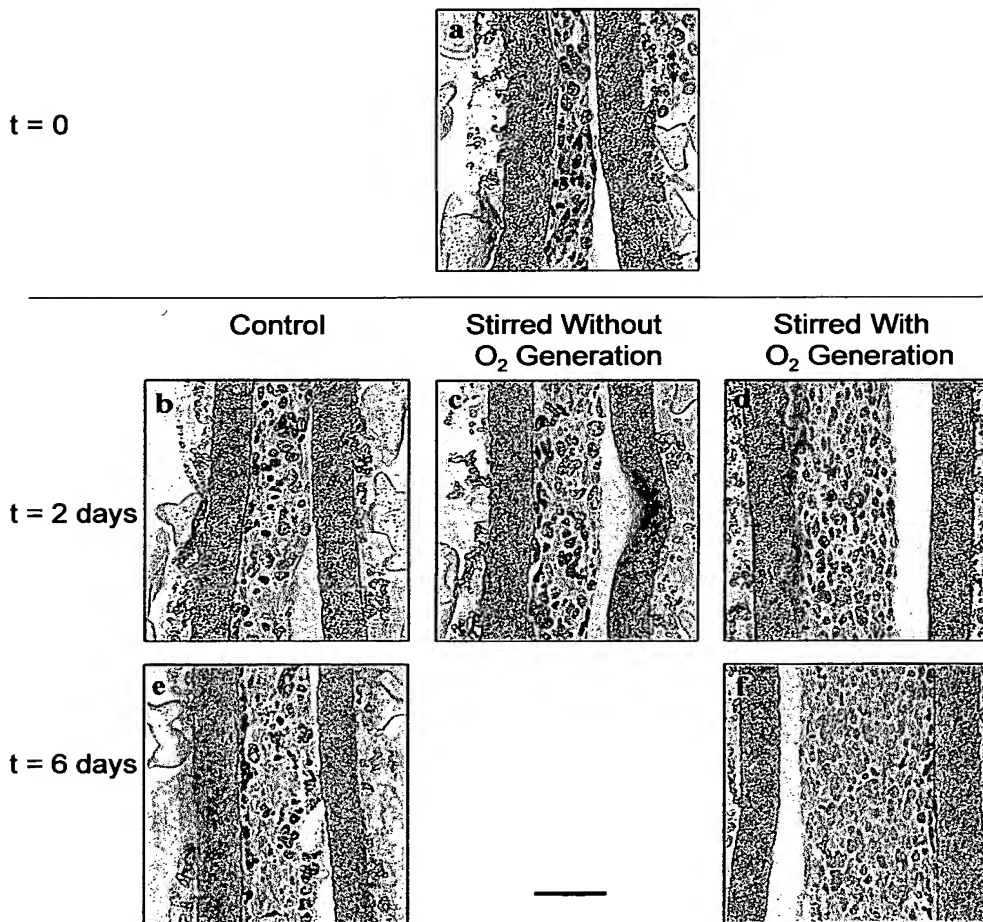 a
t = 0
Control
Stirred Without
O₂ Generation
Stirred With
O₂ Generation
b
c
d
t = 2 days
e
f
t = 6 days